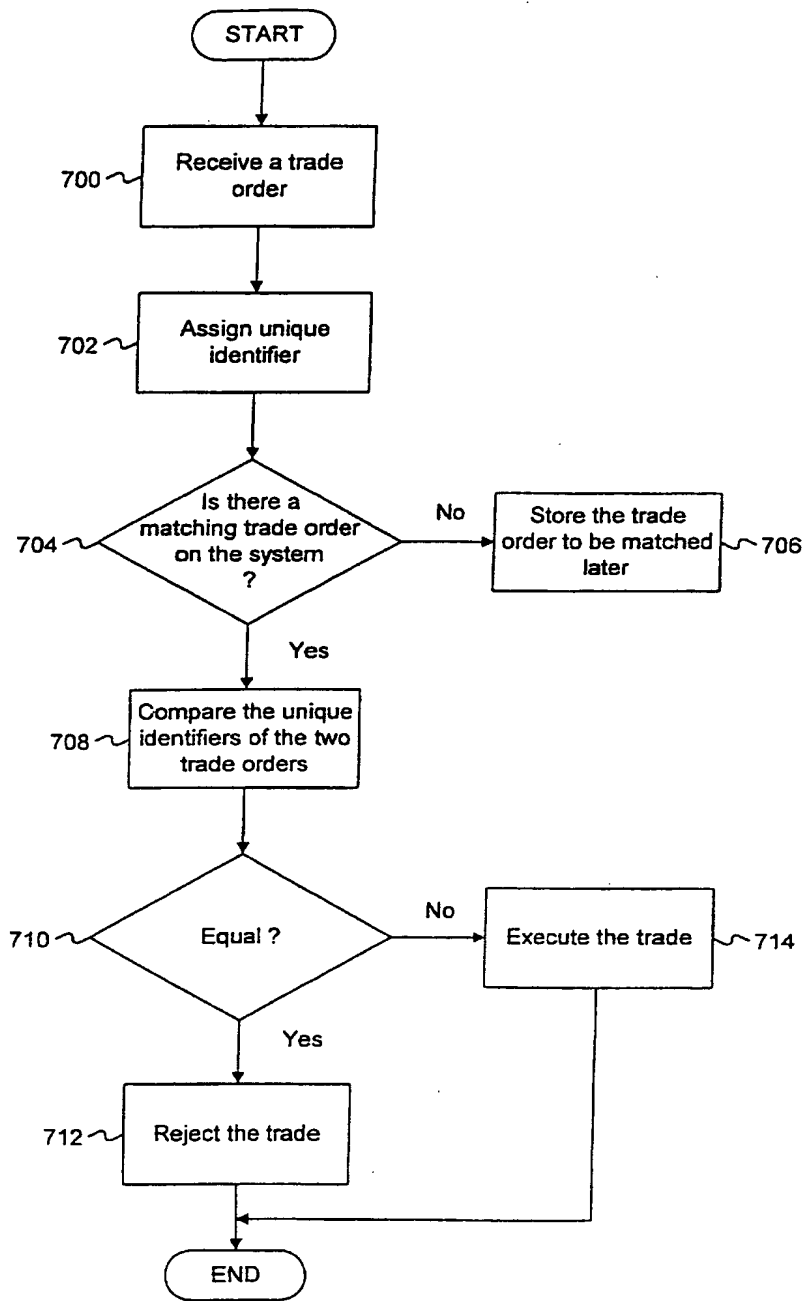 START
700
Receive a trade
order
702
Assign unique
identifier
704
Is there a
matching trade order
on the system
?
No
Store the trade
order to be matched
later
706
Yes
708
Compare the unique
identifiers of the two
trade orders
710
Equal ?
No
Execute the trade
714
Yes
712
Reject the trade
END